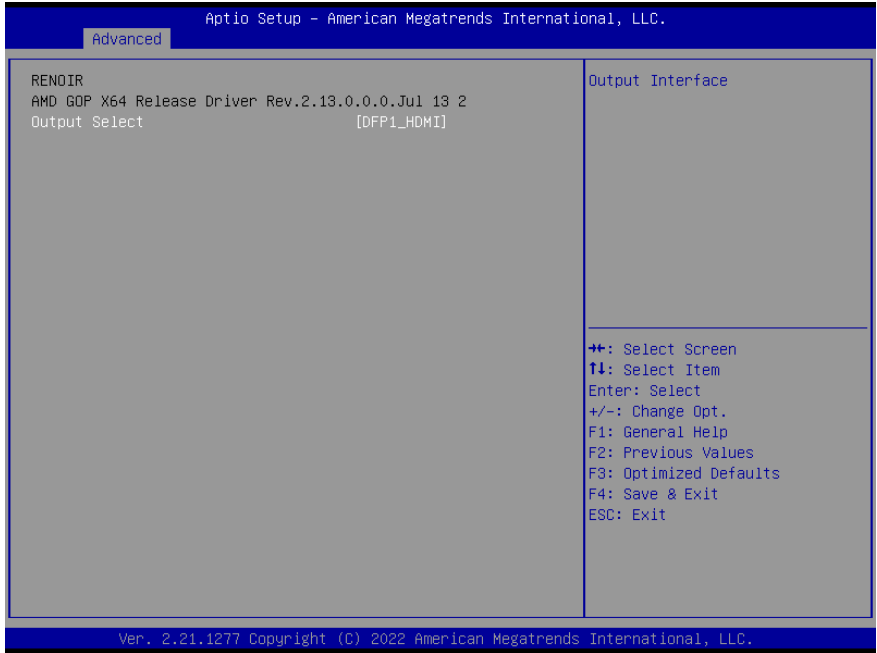 Aptio Setup – American Megatrends International, LLC.
Advanced
RENOIR
AMD GOP X64 Release Driver Rev.2.13.0.0.0.Jul 13 2
Output Select [DFP1_HDMI]
Output Interface
→←: Select Screen
↑↓: Select Item
Enter: Select
+/-: Change Opt.
F1: General Help
F2: Previous Values
F3: Optimized Defaults
F4: Save & Exit
ESC: Exit
Ver. 2.21.1277 Copyright (C) 2022 American Megatrends International, LLC.